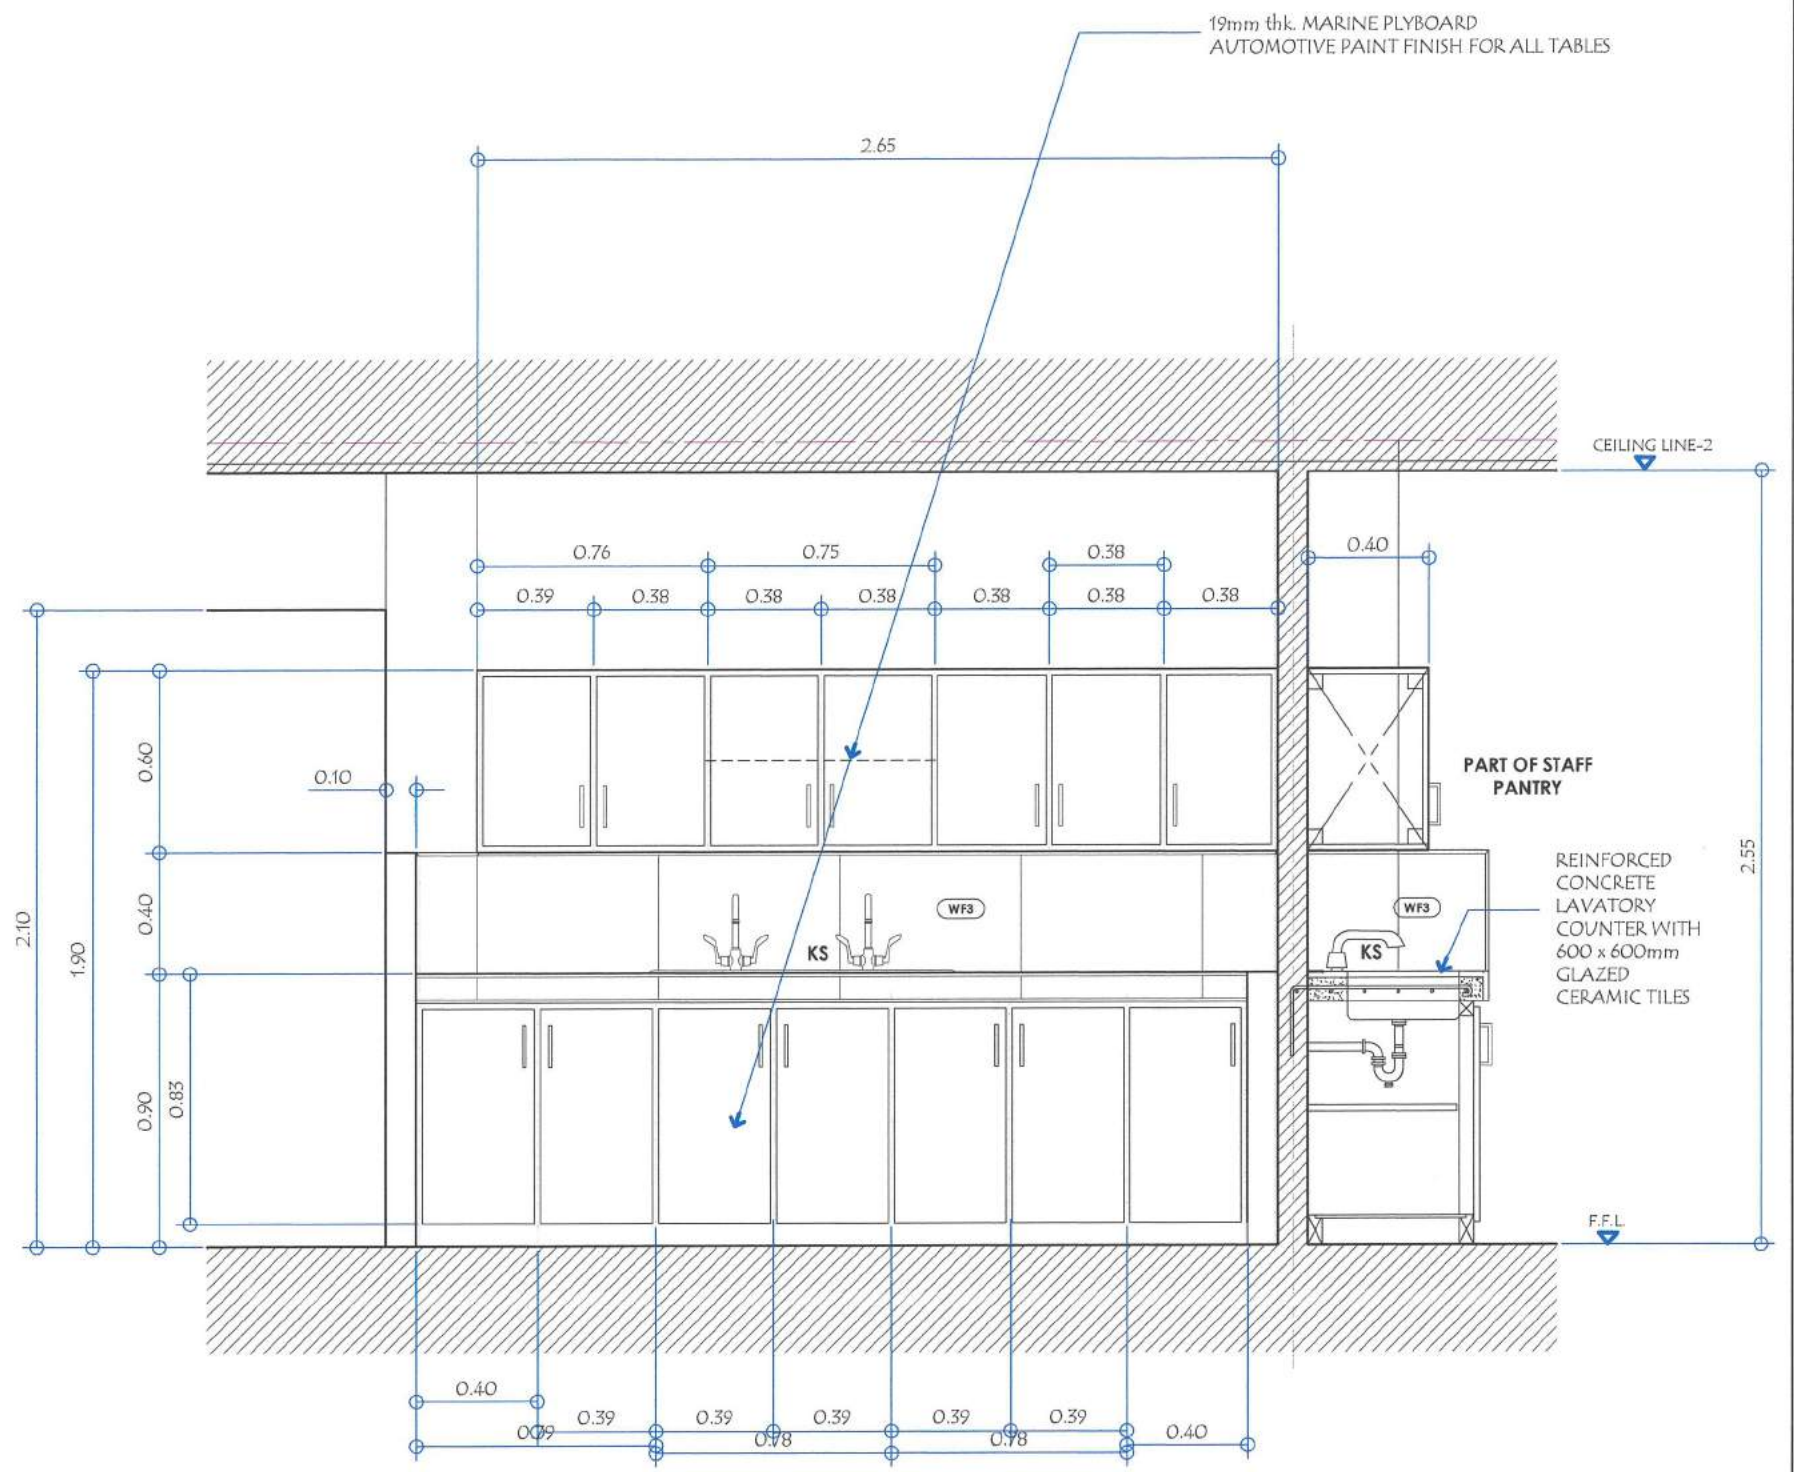 19mm thk. MARINE PLYBOARD
AUTOMOTIVE PAINT FINISH FOR ALL TABLES
2.65
CEILING LINE-2
0.76
0.75
0.38
0.40
0.39
0.38
0.38
0.38
0.38
0.38
0.38
0.60
0.10
PART OF STAFF
PANTRY
2.55
REINFORCED
CONCRETE
LAVATORY
COUNTER WITH
600 x 600mm
GLAZED
CERAMIC TILES
2.10
1.90
0.40
WF3
WF3
KS
KS
0.90
0.83
F.F.L.
0.40
0.39
0.39
0.39
0.39
0.39
0.79
0.78
0.78
0.40